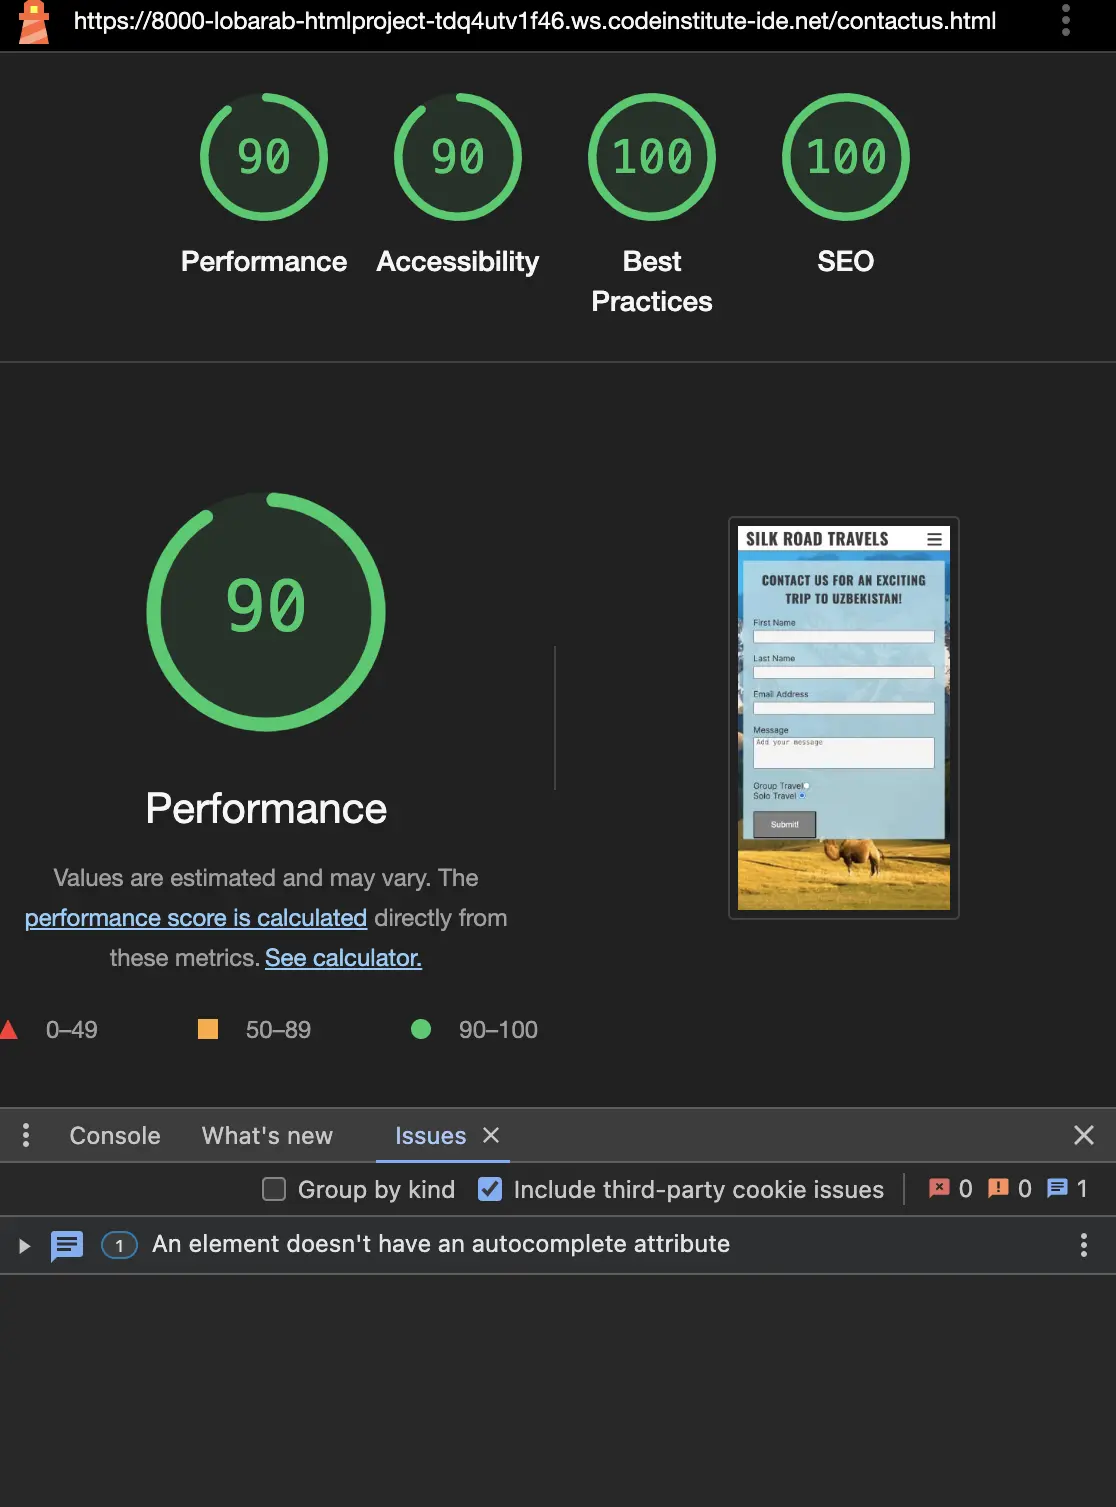 https://8000-lobarab-htmlproject-tdq4utv1f46.ws.codeinstitute-ide.net/contactus.html
90
90
100
100
Performance
Accessibility
Best
Practices
SEO
90
Performance
Values are estimated and may vary. The
performance score is calculated directly from
these metrics. See calculator.
0–49
50–89
90–100
SILK ROAD TRAVELS
CONTACT US FOR AN EXCITING
TRIP TO UZBEKISTAN!
First Name
Last Name
Email Address
Message
Add your message
Group Travel
Solo Travel
Submit!
Console
What's new
Issues
Group by kind
Include third-party cookie issues
0
0
1
1
An element doesn't have an autocomplete attribute